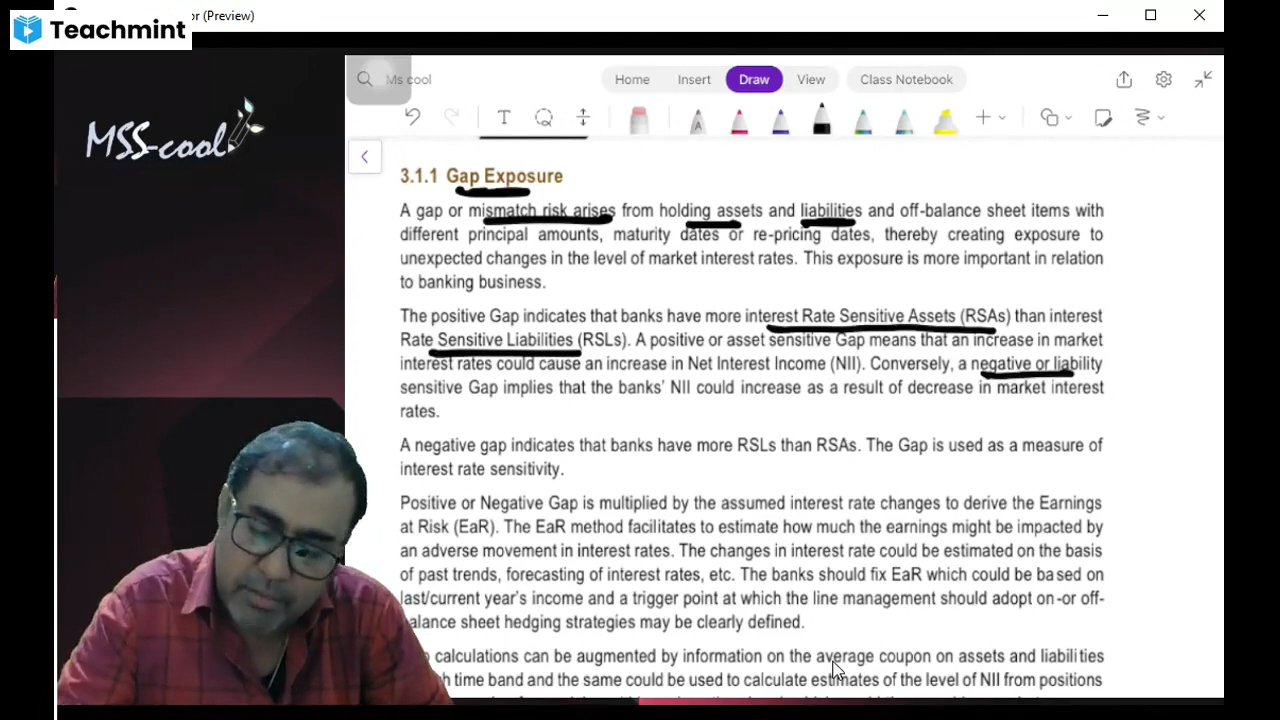 Teachmint
or (Preview)
MSS-cool
Ms cool
Home Insert Draw View Class Notebook
3.1.1 Gap Exposure
A gap or mismatch risk arises from holding assets and liabilities and off-balance sheet items with
different principal amounts, maturity dates or re-pricing dates, thereby creating exposure to
unexpected changes in the level of market interest rates. This exposure is more important in relation
to banking business.
The positive Gap indicates that banks have more interest Rate Sensitive Assets (RSAs) than interest
Rate Sensitive Liabilities (RSLs). A positive or asset sensitive Gap means that an increase in market
interest rates could cause an increase in Net Interest Income (NII). Conversely, a negative or liability
sensitive Gap implies that the banks' NII could increase as a result of decrease in market interest
rates.
A negative gap indicates that banks have more RSLs than RSAs. The Gap is used as a measure of
interest rate sensitivity.
Positive or Negative Gap is multiplied by the assumed interest rate changes to derive the Earnings
at Risk (EaR). The EaR method facilitates to estimate how much the earnings might be impacted by
an adverse movement in interest rates. The changes in interest rate could be estimated on the basis
of past trends, forecasting of interest rates, etc. The banks should fix EaR which could be based on
last/current year's income and a trigger point at which the line management should adopt on-or off-
alance sheet hedging strategies may be clearly defined.
calculations can be augmented by information on the average coupon on assets and liabilities
time band and the same could be used to calculate estimates of the level of NII from positions